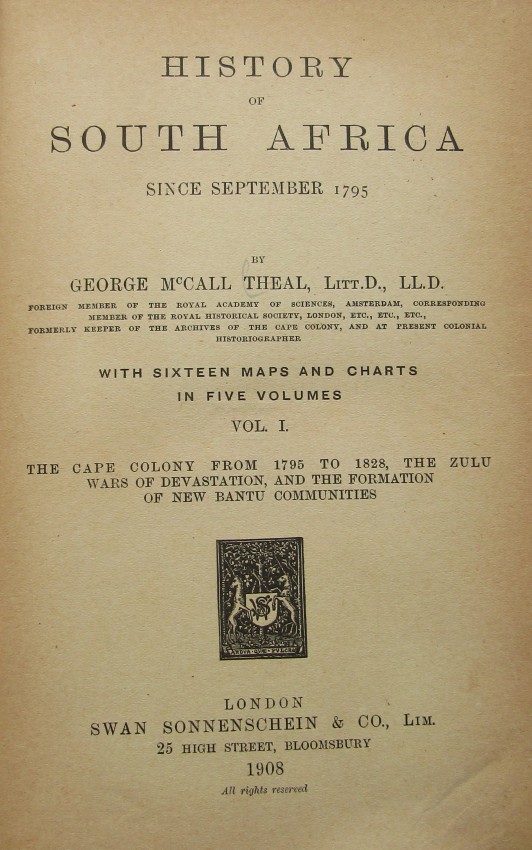 HISTORY
OF
SOUTH AFRICA
SINCE SEPTEMBER 1795
BY
GEORGE McCALL THEAL, Litt.D., LL.D.
FOREIGN MEMBER OF THE ROYAL ACADEMY OF SCIENCES, AMSTERDAM, CORRESPONDING
MEMBER OF THE ROYAL HISTORICAL SOCIETY, LONDON, ETC., ETC., ETC.,
FORMERLY KEEPER OF THE ARCHIVES OF THE CAPE COLONY, AND AT PRESENT COLONIAL
HISTORIOGRAPHER
WITH SIXTEEN MAPS AND CHARTS
IN FIVE VOLUMES
VOL. I.
THE CAPE COLONY FROM 1795 TO 1828, THE ZULU
WARS OF DEVASTATION, AND THE FORMATION
OF NEW BANTU COMMUNITIES
LONDON
SWAN SONNENSCHEIN & CO., Lim.
25 HIGH STREET, BLOOMSBURY
1908
All rights reserved